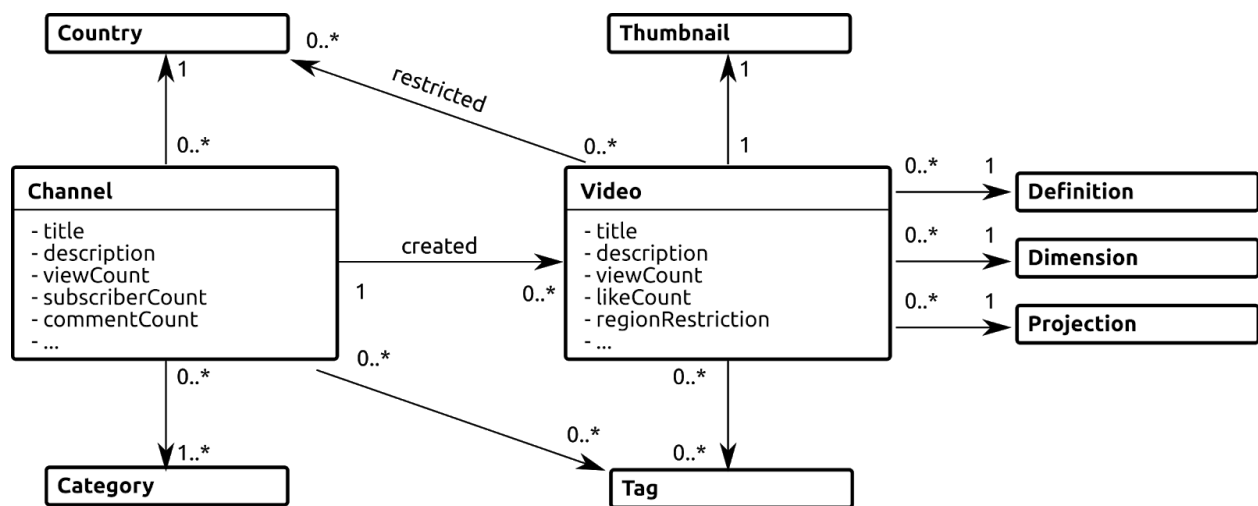 Country
Thumbnail
0..*
1
restricted
1
0..*
0..*
1
Channel
- title
- description
- viewCount
- subscriberCount
- commentCount
- ...
Video
- title
- description
- viewCount
- likeCount
- regionRestriction
- ...
created
1
0..*
0..* 1
Definition
0..* 1
Dimension
0..* 1
Projection
0..*
0..*
0..*
1..*
0..*
0..*
Category
Tag